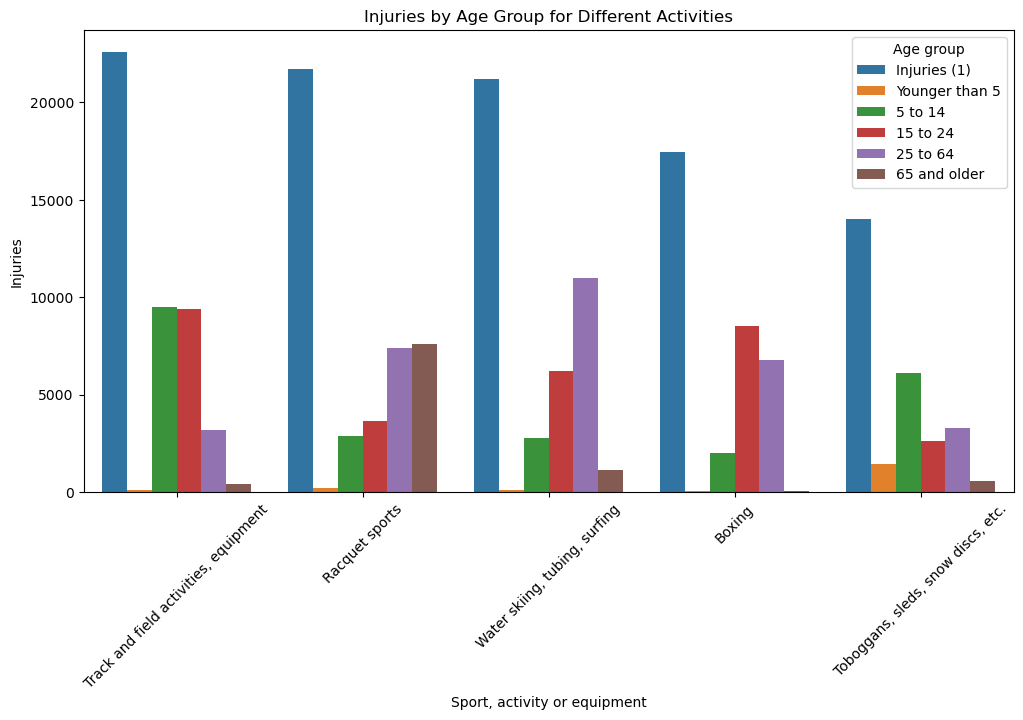 Injuries by Age Group for Different Activities
Age group
Injuries (1)
Younger than 5
5 to 14
15 to 24
25 to 64
65 and older
Injuries
20000
15000
10000
5000
0
Track and field activities, equipment
Racquet sports
Water skiing, tubing, surfing
Boxing
Toboggans, sleds, snow discs, etc.
Sport, activity or equipment